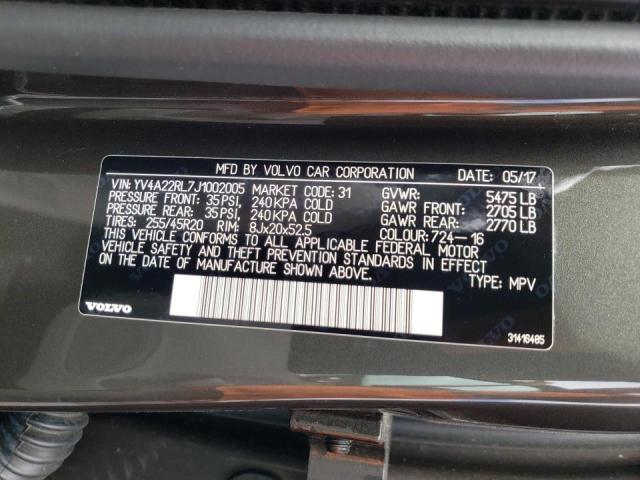 MFD BY VOLVO CAR CORPORATION DATE: 05/17
VIN: YV4A22RL7J1002005 MARKET CODE: 31 GVWR: 5475 LB
PRESSURE FRONT: 35 PSI, 240 KPA COLD GAWR FRONT: 2705 LB
PRESSURE REAR: 35 PSI, 240 KPA COLD GAWR REAR: 2770 LB
TIRES: 255/45R20 RIM: 8Jx20x52.5 COLOUR: 724-16
THIS VEHICLE CONFORMS TO ALL APPLICABLE FEDERAL MOTOR
VEHICLE SAFETY AND THEFT PREVENTION STANDARDS IN EFFECT
ON THE DATE OF MANUFACTURE SHOWN ABOVE.
TYPE: MPV
VOLVO
31416485